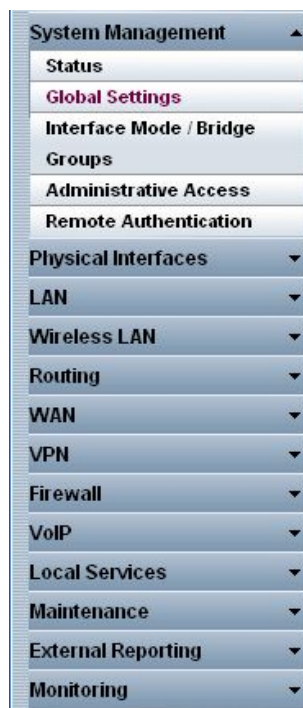 System Management
Status
Global Settings
Interface Mode / Bridge
Groups
Administrative Access
Remote Authentication
Physical Interfaces
LAN
Wireless LAN
Routing
WAN
VPN
Firewall
VoIP
Local Services
Maintenance
External Reporting
Monitoring